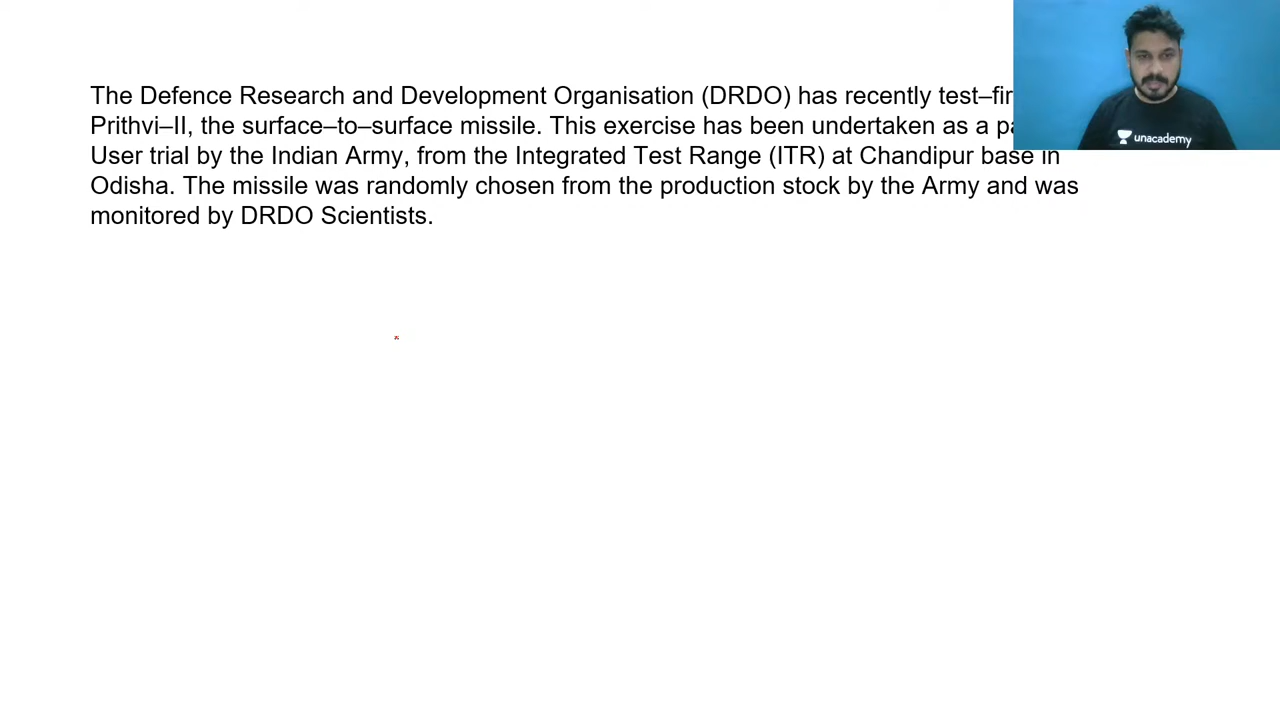 The Defence Research and Development Organisation (DRDO) has recently
Prithvi–II, the surface–to–surface missile. This exercise has been undertaken as a
User trial by the Indian Army, from the Integrated Test Range (ITR) at Chandipur base in
Odisha. The missile was randomly chosen from the production stock by the Army and was
monitored by DRDO Scientists.
unacademy